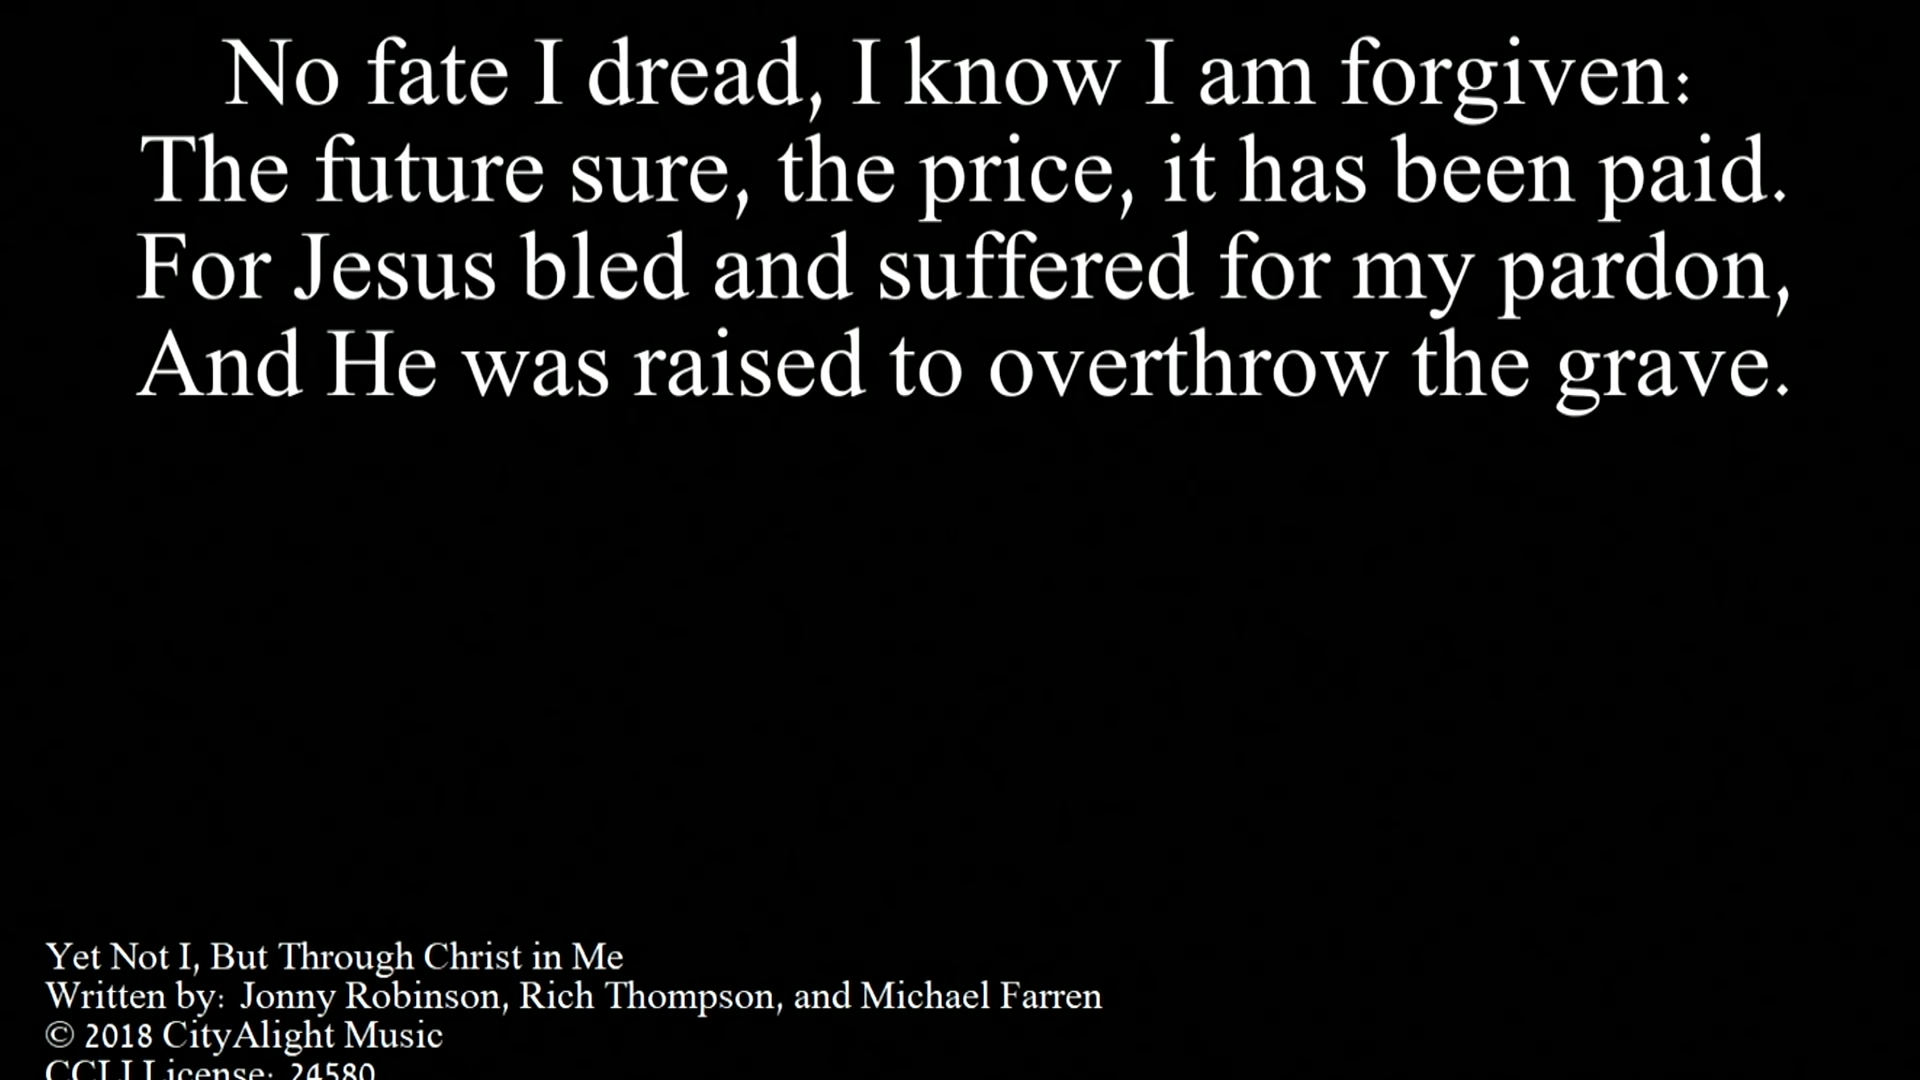 No fate I dread, I know I am forgiven:
The future sure, the price, it has been paid.
For Jesus bled and suffered for my pardon,
And He was raised to overthrow the grave.
Yet Not I, But Through Christ in Me
Written by: Jonny Robinson, Rich Thompson, and Michael Farren
© 2018 CityAlight Music
CCLI License: 24580